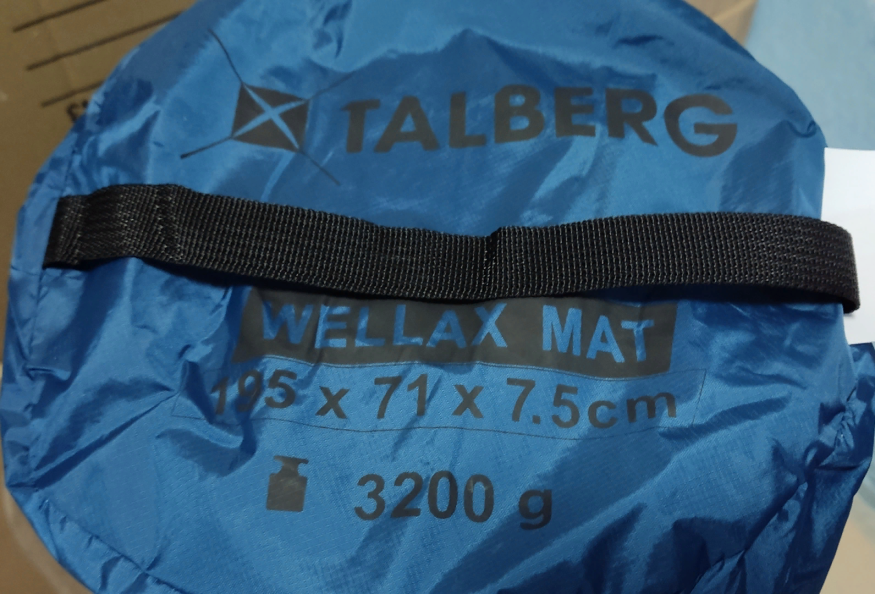 TALBERG
WELLAX MAT
195 x 71 x 7.5cm
3200 g